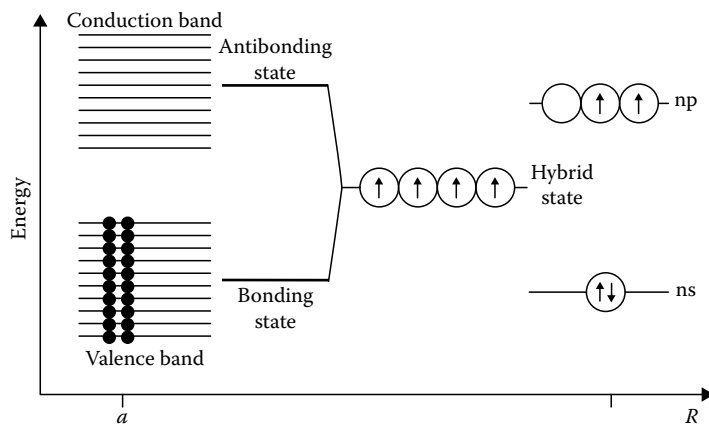 Conduction band
Antibonding
state
np
Hybrid
state
Energy
Bonding
state
ns
Valence band
a
R